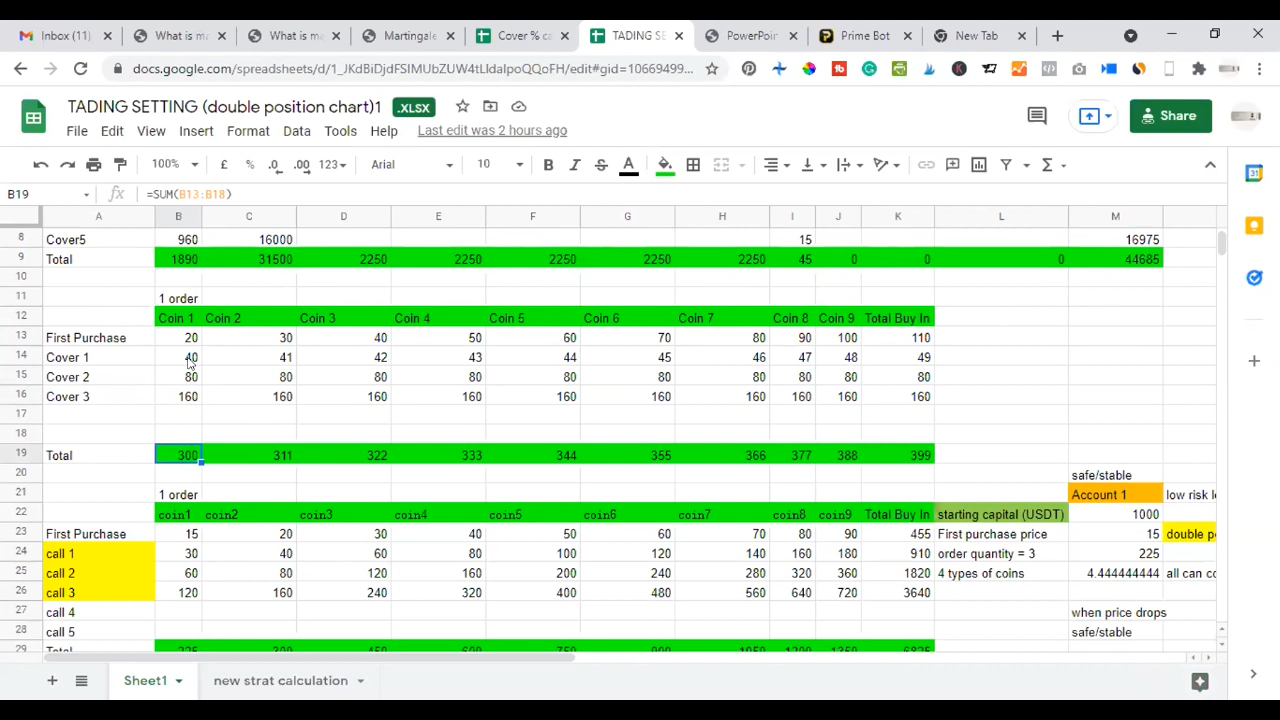 Inbox (11)
What is ma
What is ma
Martingale
Cover % ca
TADING SE
PowerPoin
Prime Bot
New Tab
docs.google.com/spreadsheets/d/1_JKdBiDjdFSIMUbZUW4tLIdaIpoQQoFH/edit#gid=10669499...
TADING SETTING (double position chart)1 .XLSX
Share
File Edit View Insert Format Data Tools Help Last edit was 2 hours ago
100% £ % .0 .00 123 Arial 10 B I S A
B19 fx =SUM(B13:B18)
A B C D E F G H I J K L M
8 Cover5 960 16000 15 16975
9 Total 1890 31500 2250 2250 2250 2250 2250 45 0 0 0 44685
10
11 1 order
12 Coin 1 Coin 2 Coin 3 Coin 4 Coin 5 Coin 6 Coin 7 Coin 8 Coin 9 Total Buy In
13 First Purchase 20 30 40 50 60 70 80 90 100 110
14 Cover 1 40 41 42 43 44 45 46 47 48 49
15 Cover 2 80 80 80 80 80 80 80 80 80 80
16 Cover 3 160 160 160 160 160 160 160 160 160 160
17
18
19 Total 300 311 322 333 344 355 366 377 388 399
20 safe/stable
21 1 order Account 1 low risk le
22 coin1 coin2 coin3 coin4 coin5 coin6 coin7 coin8 coin9 Total Buy In starting capital (USDT) 1000
23 First Purchase 15 20 30 40 50 60 70 80 90 455 First purchase price 15 double po
24 call 1 30 40 60 80 100 120 140 160 180 910 order quantity = 3 225
25 call 2 60 80 120 160 200 240 280 320 360 1820 4 types of coins 4.444444444 all can co
26 call 3 120 160 240 320 400 480 560 640 720 3640
27 call 4 when price drops
28 call 5 safe/stable
29 Total 225 300 450 600 750 900 1050 1200 1350 6825
Sheet1 new strat calculation